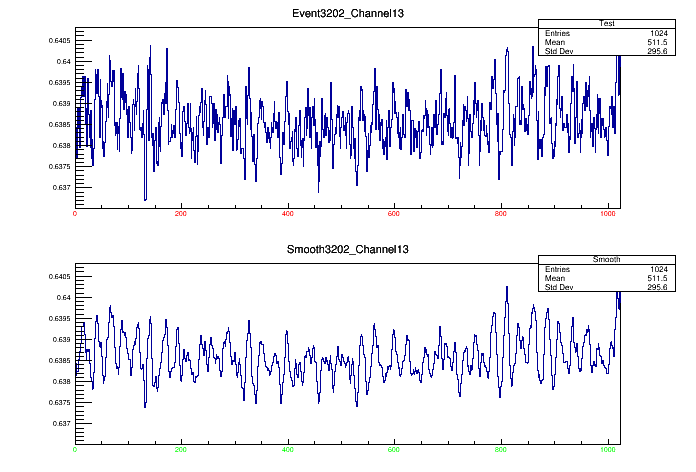 Event3202_Channel13
Test
Entries 1024
Mean 511.5
Std Dev 295.6
0.6405
0.64
0.6395
0.639
0.6385
0.638
0.6375
0.637
0 200 400 600 800 1000
Smooth3202_Channel13
Smooth
Entries 1024
Mean 511.5
Std Dev 295.6
0.6405
0.64
0.6395
0.639
0.6385
0.638
0.6375
0.637
0 200 400 600 800 1000